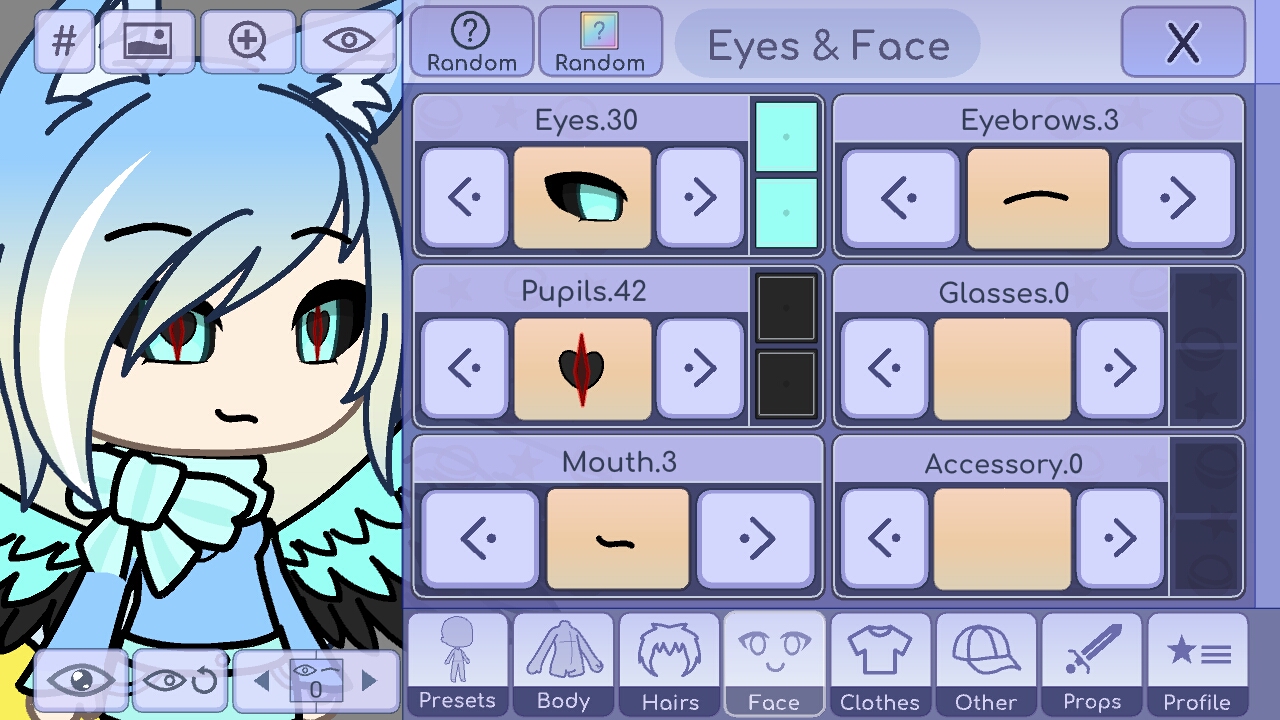 #
?
Random
?
Random
Eyes & Face
X
Eyes.30
Eyebrows.3
Pupils.42
Glasses.0
Mouth.3
Accessory.0
0
Presets
Body
Hairs
Face
Clothes
Other
Props
Profile